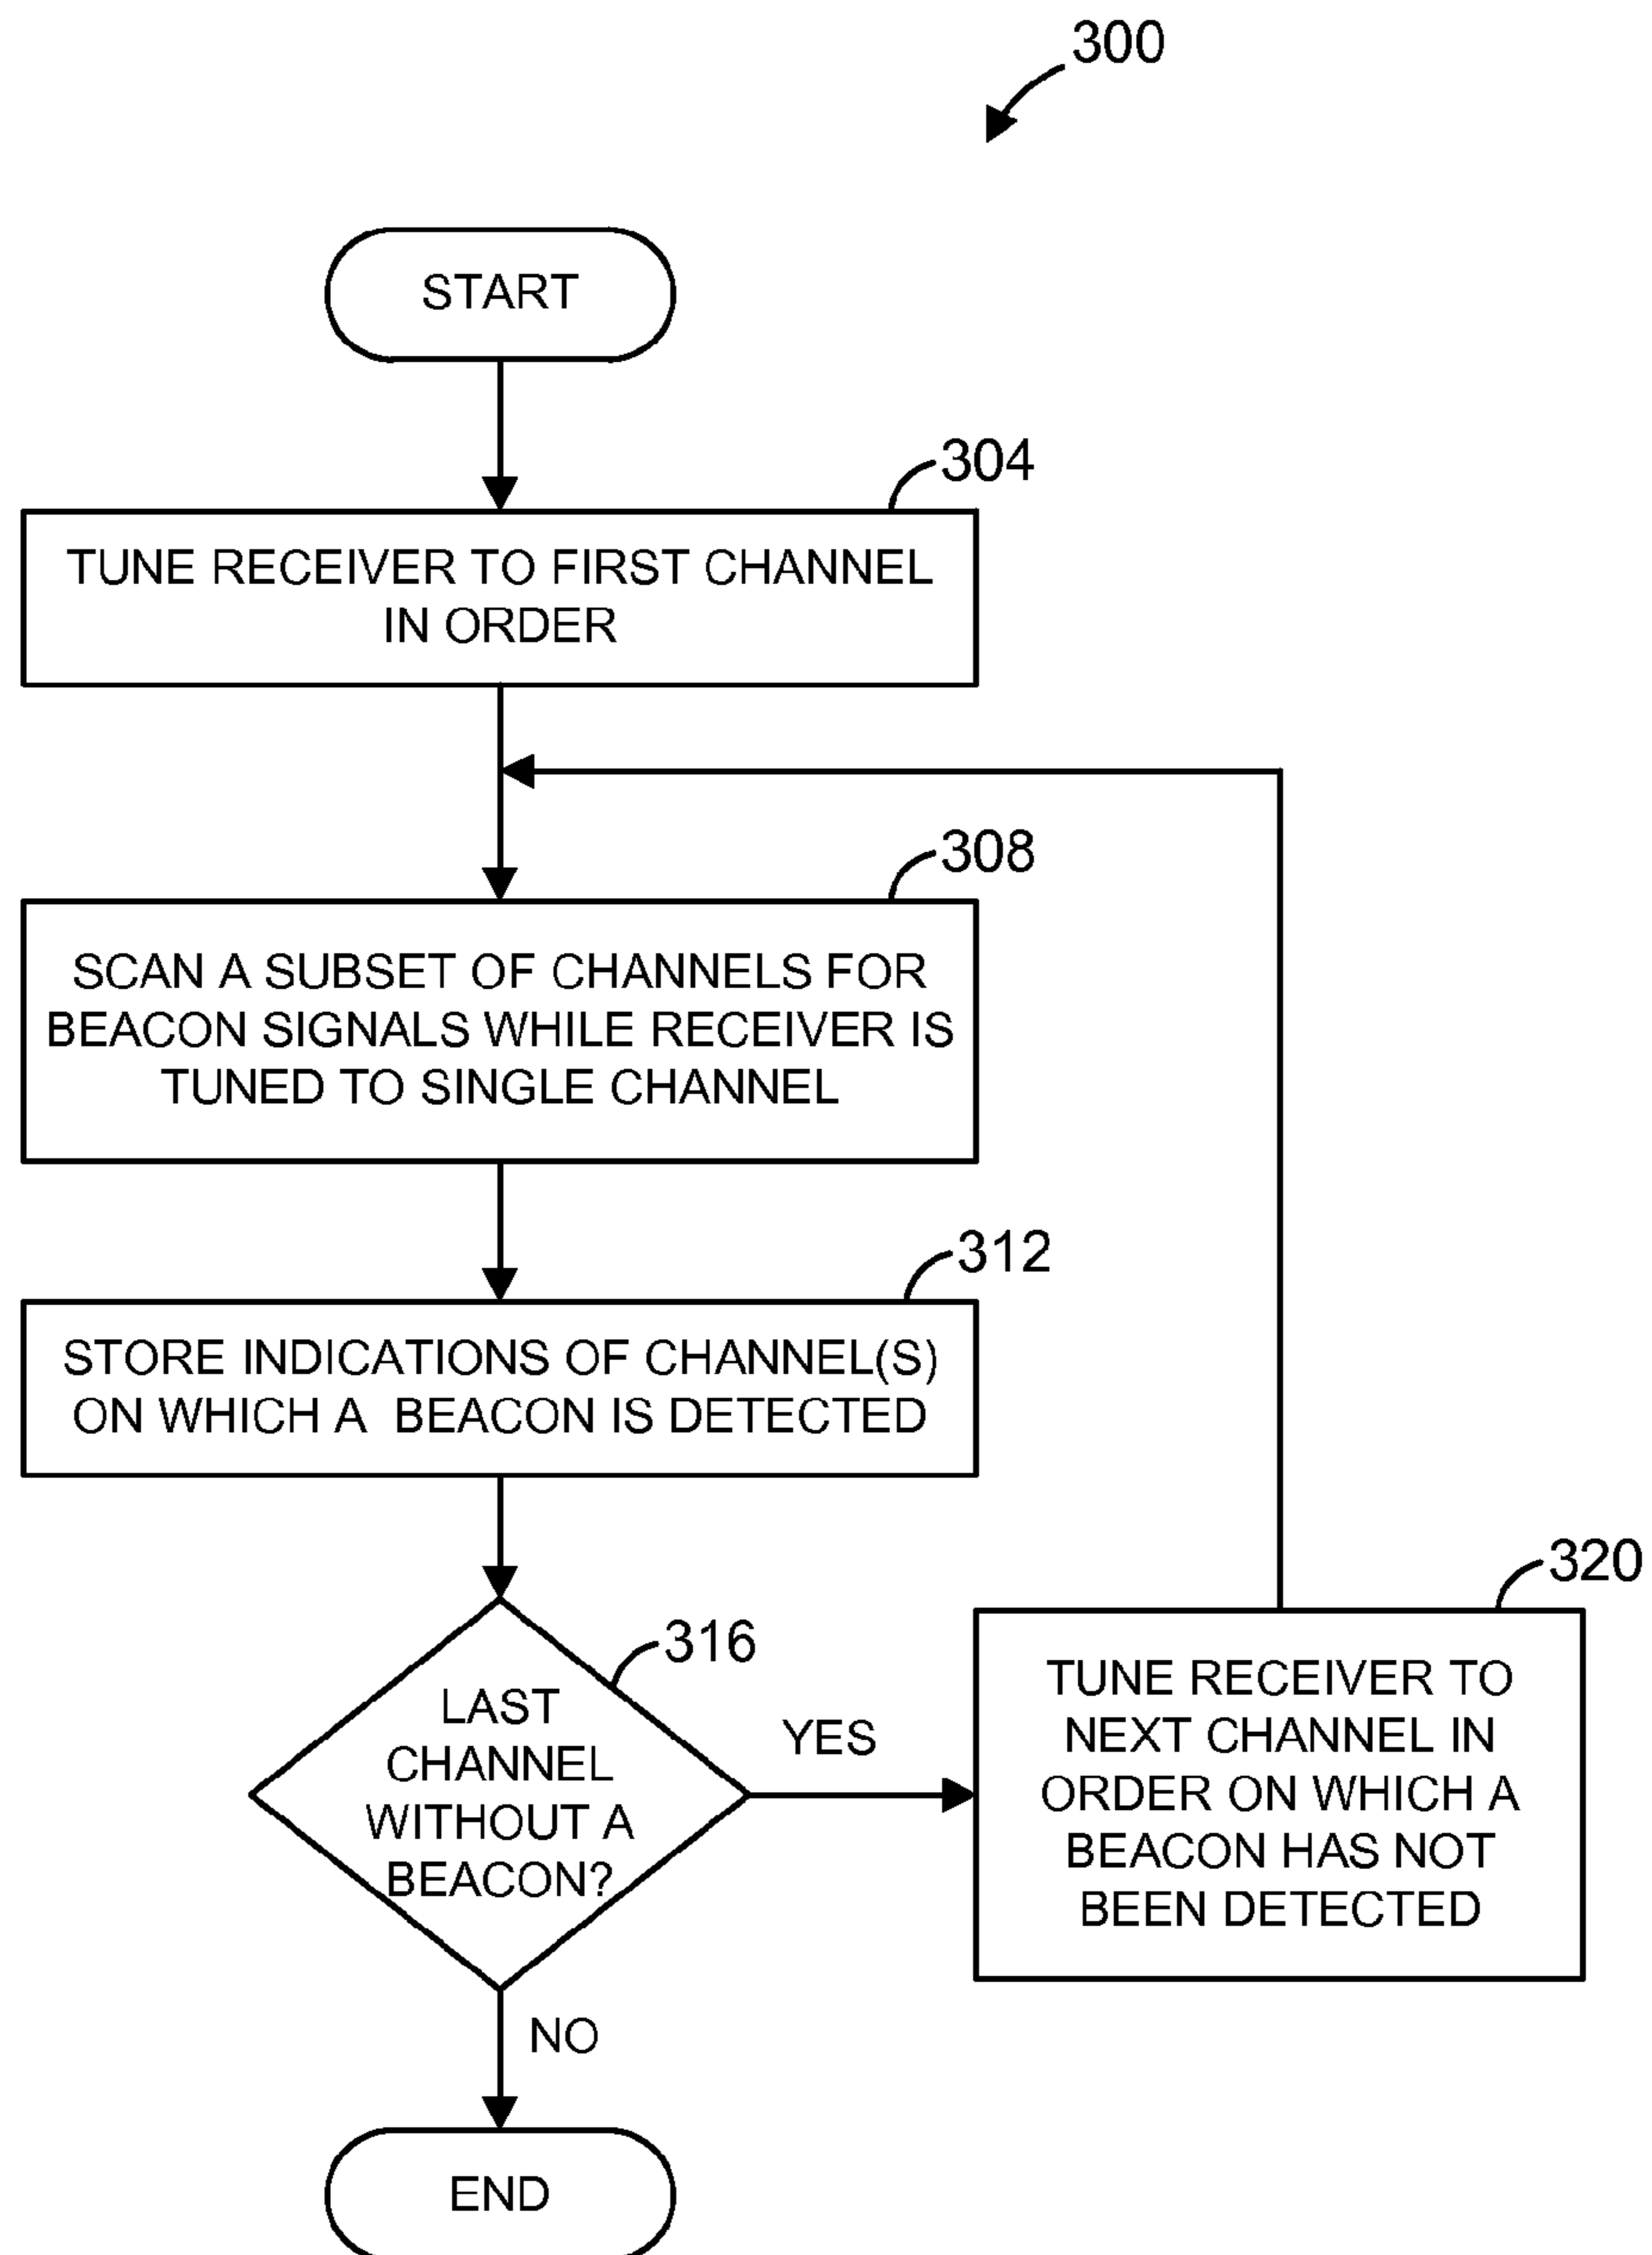 300
START
304
TUNE RECEIVER TO FIRST CHANNEL
IN ORDER
308
SCAN A SUBSET OF CHANNELS FOR
BEACON SIGNALS WHILE RECEIVER IS
TUNED TO SINGLE CHANNEL
312
STORE INDICATIONS OF CHANNEL(S)
ON WHICH A BEACON IS DETECTED
316
LAST
CHANNEL
WITHOUT A
BEACON?
YES
320
TUNE RECEIVER TO
NEXT CHANNEL IN
ORDER ON WHICH A
BEACON HAS NOT
BEEN DETECTED
NO
END